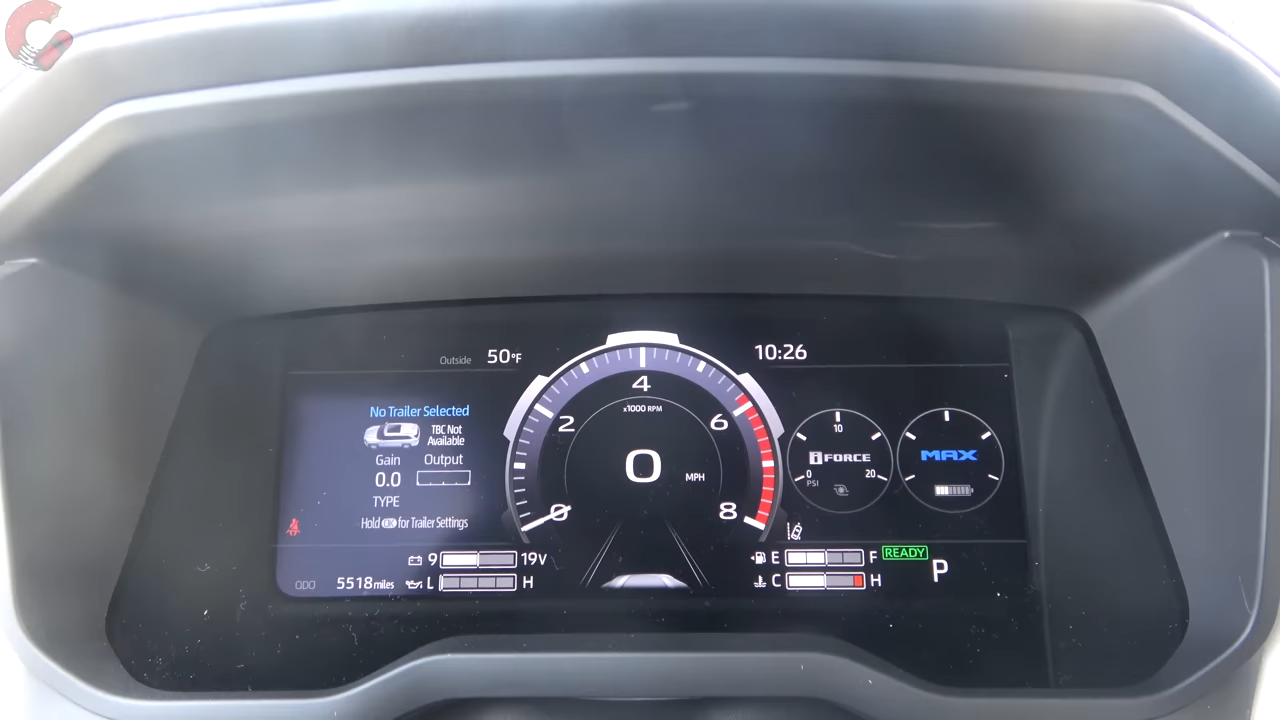 Outside 50°F
10:26
No Trailer Selected
TBC Not
Available
Gain Output
0.0
TYPE
Hold OK for Trailer Settings
0 2 4 6 8
x1000 RPM
0 MPH
10
i FORCE
0 20
PSI
MAX
9 19V
L H
ODO 5518 miles
E F
C H
READY
P